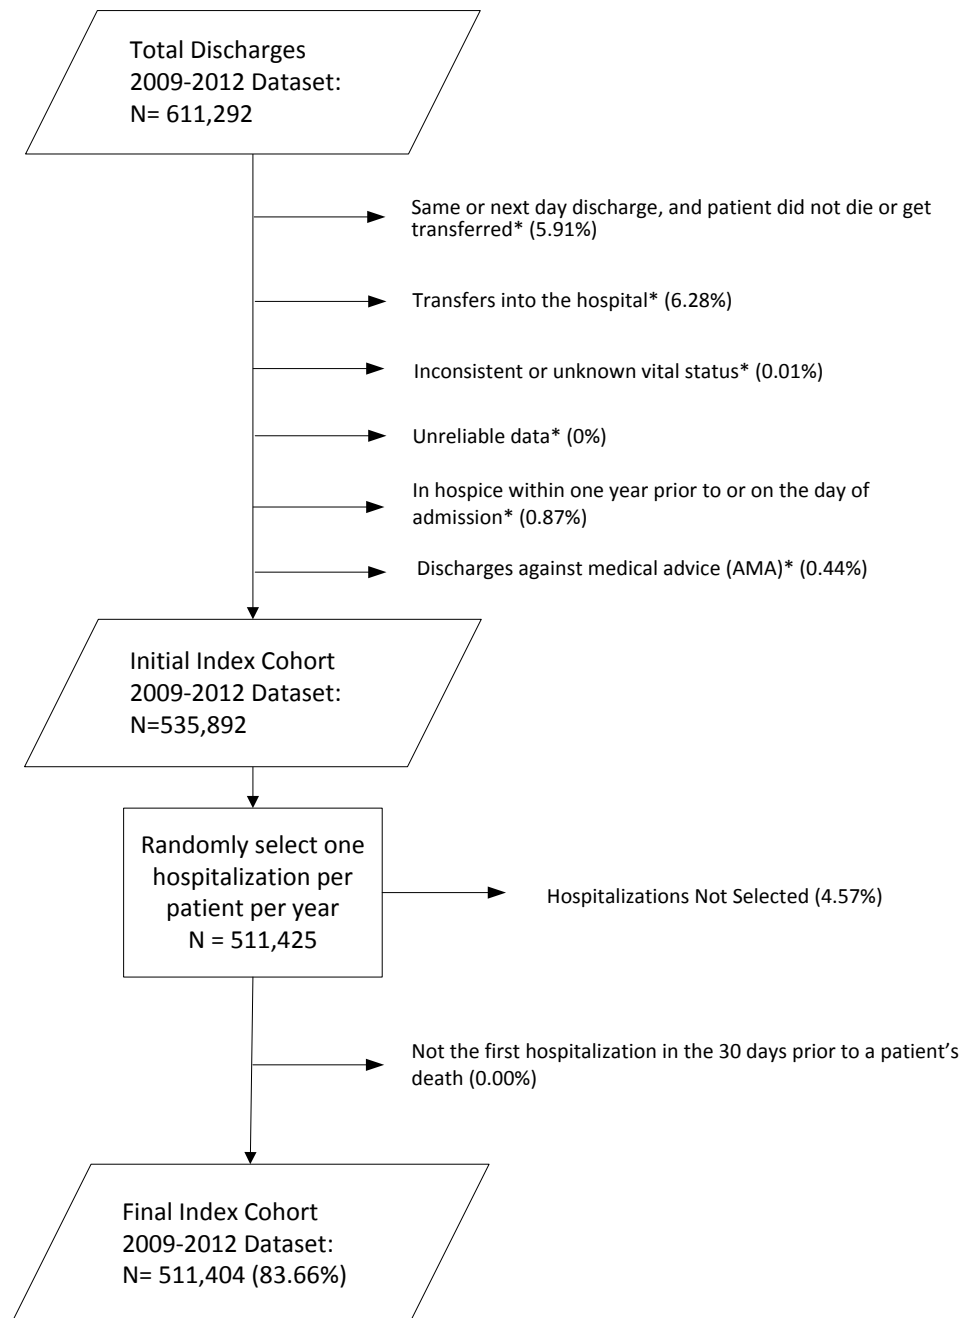 Total Discharges
2009-2012 Dataset:
N= 611,292
Same or next day discharge, and patient did not die or get
transferred* (5.91%)
Transfers into the hospital* (6.28%)
Inconsistent or unknown vital status* (0.01%)
Unreliable data* (0%)
In hospice within one year prior to or on the day of
admission* (0.87%)
Discharges against medical advice (AMA)* (0.44%)
Initial Index Cohort
2009-2012 Dataset:
N=535,892
Randomly select one
hospitalization per
patient per year
N = 511,425
Hospitalizations Not Selected (4.57%)
Not the first hospitalization in the 30 days prior to a patient’s
death (0.00%)
Final Index Cohort
2009-2012 Dataset:
N= 511,404 (83.66%)